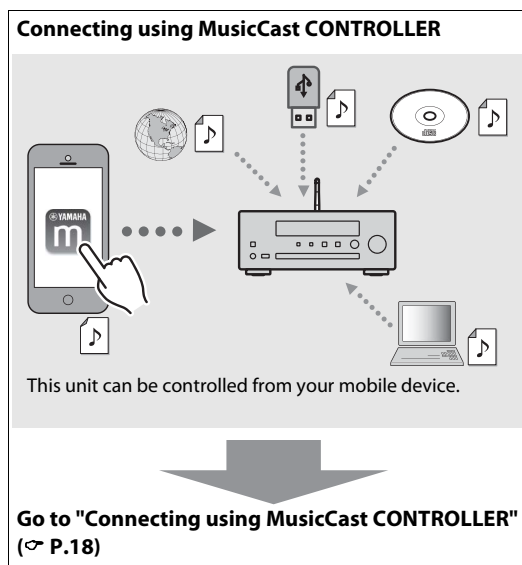 Connecting using MusicCast CONTROLLER
YAMAHA
m
This unit can be controlled from your mobile device.
Go to "Connecting using MusicCast CONTROLLER"
(☞ P.18)